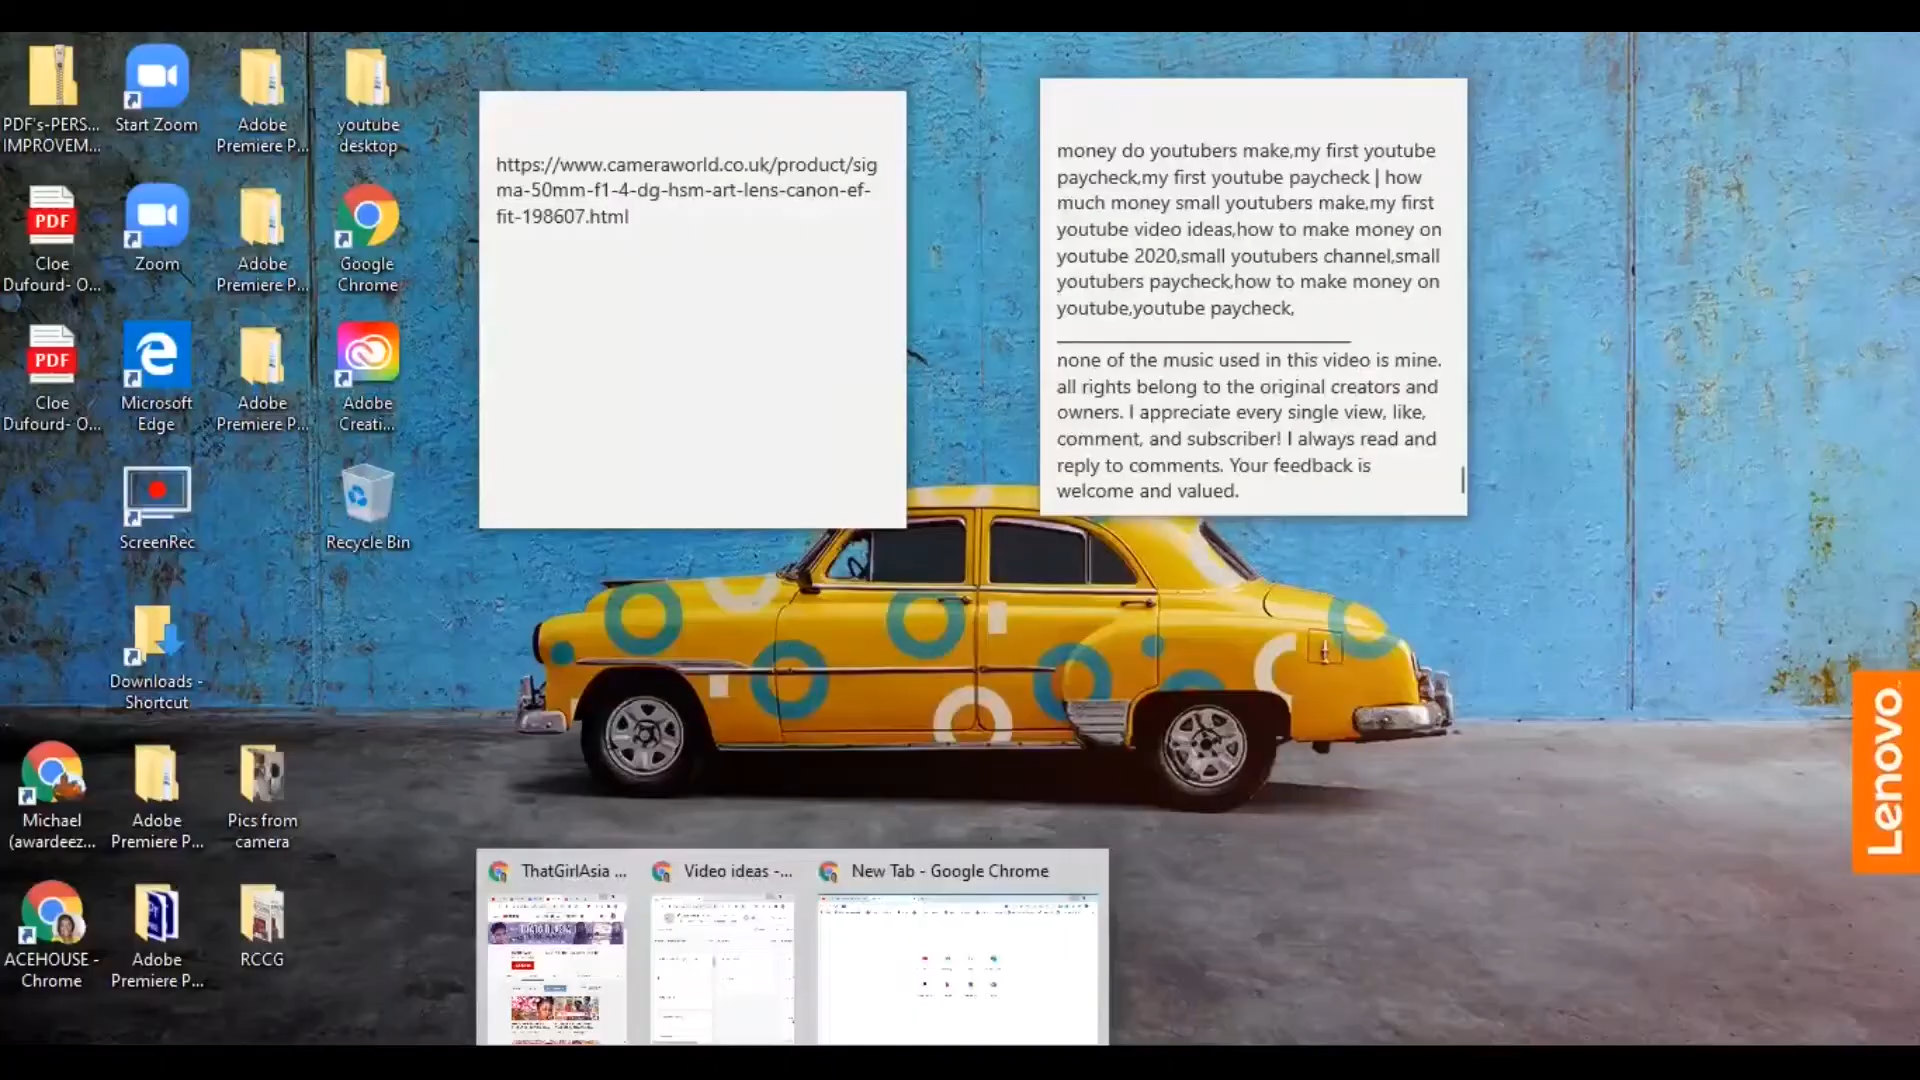 PDF's-PERS...
IMPROVEM...
Start Zoom
Adobe
Premiere P...
youtube
desktop
Cloe
Dufourd- O...
Zoom
Adobe
Premiere P...
Google
Chrome
Cloe
Dufourd- O...
Microsoft
Edge
Adobe
Premiere P...
Adobe
Creati...
ScreenRec
Recycle Bin
Downloads -
Shortcut
Michael
(awardeez...
Adobe
Premiere P...
Pics from
camera
ACEHOUSE -
Chrome
Adobe
Premiere P...
RCCG
PDF
PDF
Pr
https://www.cameraworld.co.uk/product/sig
ma-50mm-f1-4-dg-hsm-art-lens-canon-ef-
fit-198607.html
money do youtubers make,my first youtube
paycheck,my first youtube paycheck | how
much money small youtubers make,my first
youtube video ideas,how to make money on
youtube 2020,small youtubers channel,small
youtubers paycheck,how to make money on
youtube,youtube paycheck,
none of the music used in this video is mine.
all rights belong to the original creators and
owners. I appreciate every single view, like,
comment, and subscriber! I always read and
reply to comments. Your feedback is
welcome and valued.
Lenovo
ThatGirlAsia ...
Video ideas -...
New Tab - Google Chrome